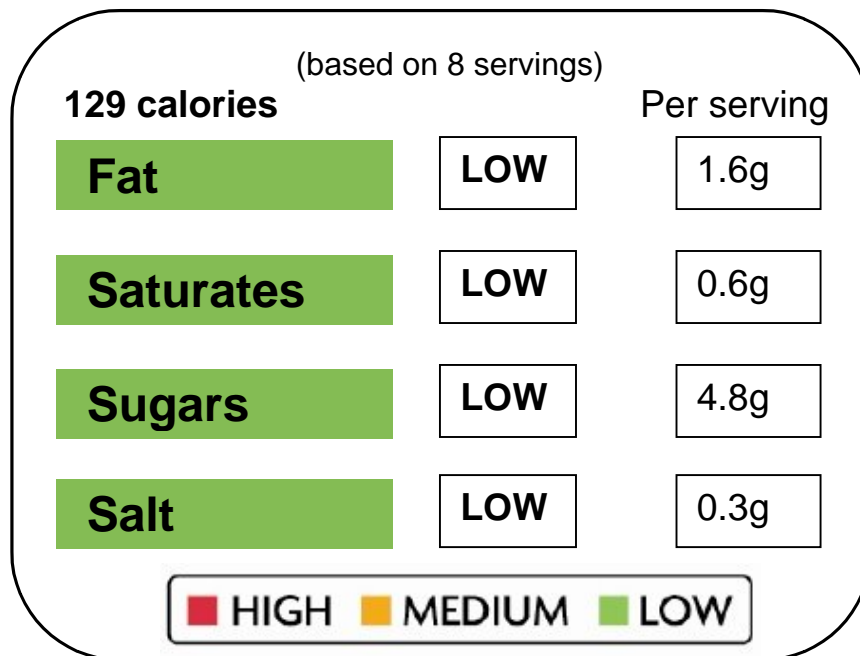 (based on 8 servings)
129 calories Per serving
Fat LOW 1.6g
Saturates LOW 0.6g
Sugars LOW 4.8g
Salt LOW 0.3g
HIGH MEDIUM LOW